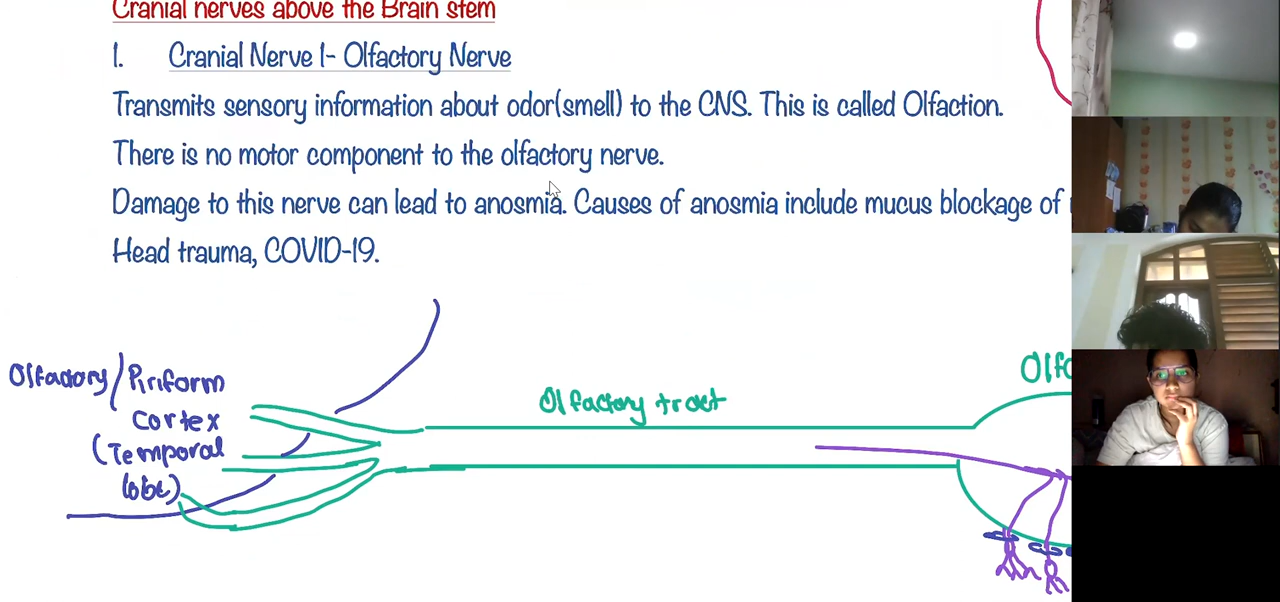 Cranial nerves above the Brain stem
1. Cranial Nerve 1- Olfactory Nerve
Transmits sensory information about odor(smell) to the CNS. This is called Olfaction.
There is no motor component to the olfactory nerve.
Damage to this nerve can lead to anosmia. Causes of anosmia include mucus blockage of
Head trauma, COVID-19.
Olfactory/Piriform
cortex
(Temporal
lobe)
Olfactory tract
Olfa